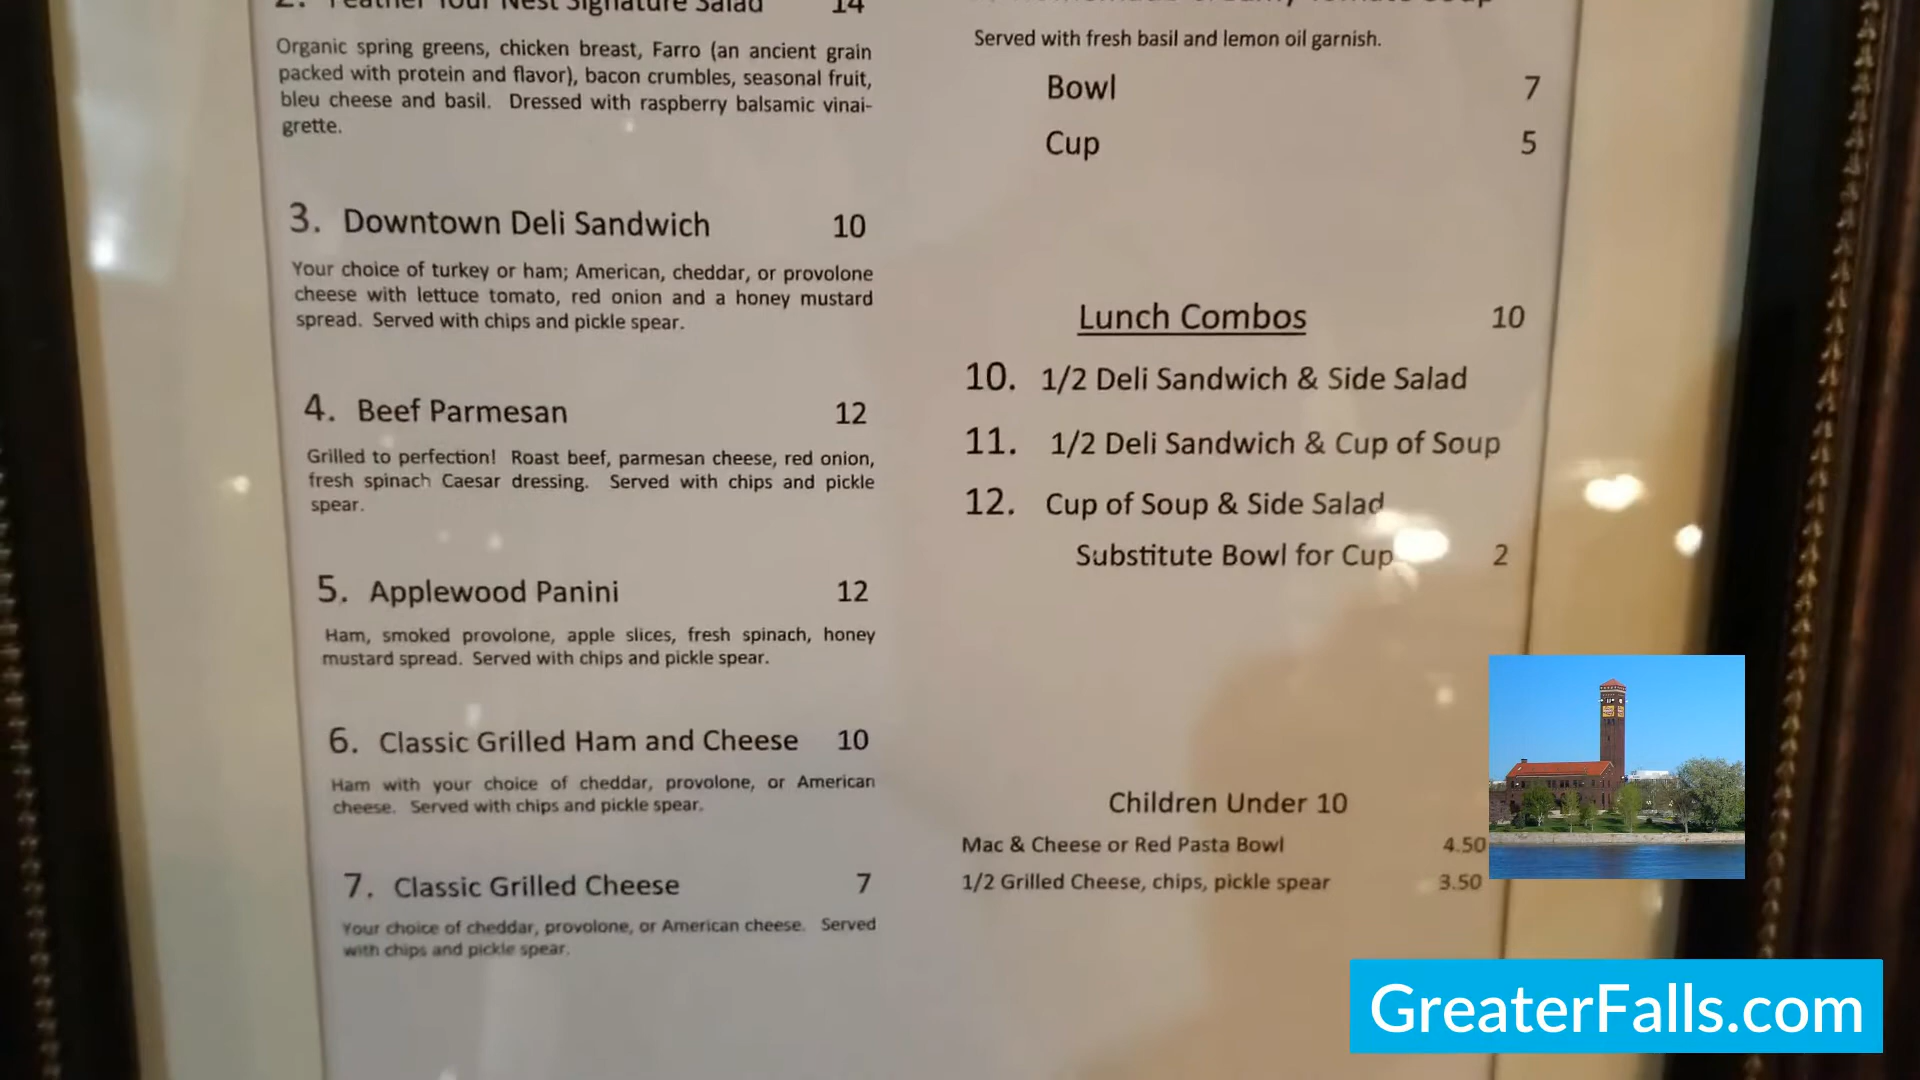 2. Feather Your Nest Signature Salad 14
Organic spring greens, chicken breast, Farro (an ancient grain
packed with protein and flavor), bacon crumbles, seasonal fruit,
bleu cheese and basil. Dressed with raspberry balsamic vinai-
grette.
3. Downtown Deli Sandwich 10
Your choice of turkey or ham; American, cheddar, or provolone
cheese with lettuce tomato, red onion and a honey mustard
spread. Served with chips and pickle spear.
4. Beef Parmesan 12
Grilled to perfection! Roast beef, parmesan cheese, red onion,
fresh spinach Caesar dressing. Served with chips and pickle
spear.
5. Applewood Panini 12
Ham, smoked provolone, apple slices, fresh spinach, honey
mustard spread. Served with chips and pickle spear.
6. Classic Grilled Ham and Cheese 10
Ham with your choice of cheddar, provolone, or American
cheese. Served with chips and pickle spear.
7. Classic Grilled Cheese 7
Your choice of cheddar, provolone, or American cheese. Served
with chips and pickle spear.
Creamy Tomato Soup
Served with fresh basil and lemon oil garnish.
Bowl 7
Cup 5
Lunch Combos 10
10. 1/2 Deli Sandwich & Side Salad
11. 1/2 Deli Sandwich & Cup of Soup
12. Cup of Soup & Side Salad
Substitute Bowl for Cup 2
Children Under 10
Mac & Cheese or Red Pasta Bowl 4.50
1/2 Grilled Cheese, chips, pickle spear 3.50
GreaterFalls.com